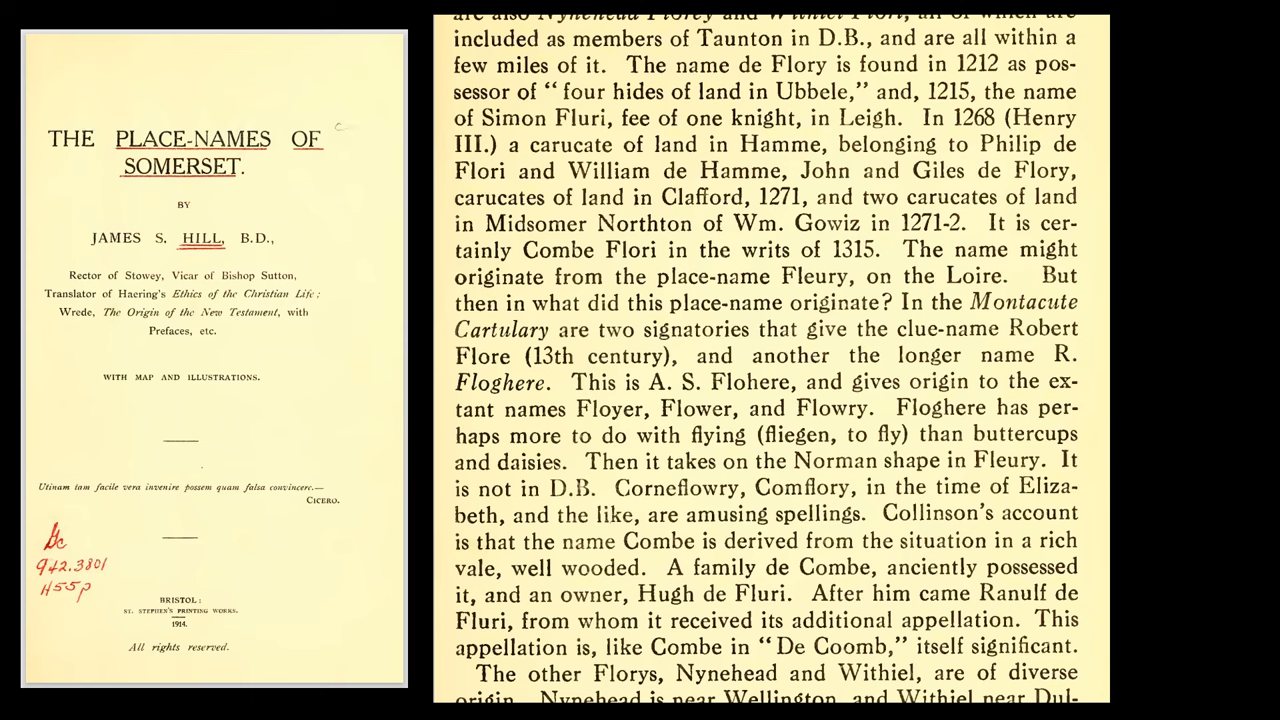 THE PLACE-NAMES OF
SOMERSET.
BY
JAMES S. HILL, B.D.,
Rector of Stowey, Vicar of Bishop Sutton,
Translator of Haering's Ethics of the Christian Life:
Wrede, The Origin of the New Testament, with
Prefaces, etc.
WITH MAP AND ILLUSTRATIONS.
Utinam tam facile vera invenire possem quam falsa convincere.—
CICERO.
Gc
942.3801
H55p
BRISTOL:
ST. STEPHEN'S PRINTING WORKS.
1914.
All rights reserved.
are also Nynehead Florey and Withiel Flori, all of which are
included as members of Taunton in D.B., and are all within a
few miles of it. The name de Flory is found in 1212 as pos-
sessor of “ four hides of land in Ubbele,” and, 1215, the name
of Simon Fluri, fee of one knight, in Leigh. In 1268 (Henry
III.) a carucate of land in Hamme, belonging to Philip de
Flori and William de Hamme, John and Giles de Flory,
carucates of land in Clafford, 1271, and two carucates of land
in Midsomer Northton of Wm. Gowiz in 1271-2. It is cer-
tainly Combe Flori in the writs of 1315. The name might
originate from the place-name Fleury, on the Loire. But
then in what did this place-name originate? In the Montacute
Cartulary are two signatories that give the clue-name Robert
Flore (13th century), and another the longer name R.
Floghere. This is A. S. Flohere, and gives origin to the ex-
tant names Floyer, Flower, and Flowry. Floghere has per-
haps more to do with flying (fliegen, to fly) than buttercups
and daisies. Then it takes on the Norman shape in Fleury. It
is not in D.B. Corneflowry, Comflory, in the time of Eliza-
beth, and the like, are amusing spellings. Collinson's account
is that the name Combe is derived from the situation in a rich
vale, well wooded. A family de Combe, anciently possessed
it, and an owner, Hugh de Fluri. After him came Ranulf de
Fluri, from whom it received its additional appellation. This
appellation is, like Combe in “ De Coomb,” itself significant.
The other Florys, Nynehead and Withiel, are of diverse
origin. Nynehead is near Wellington, and Withiel near Dul-